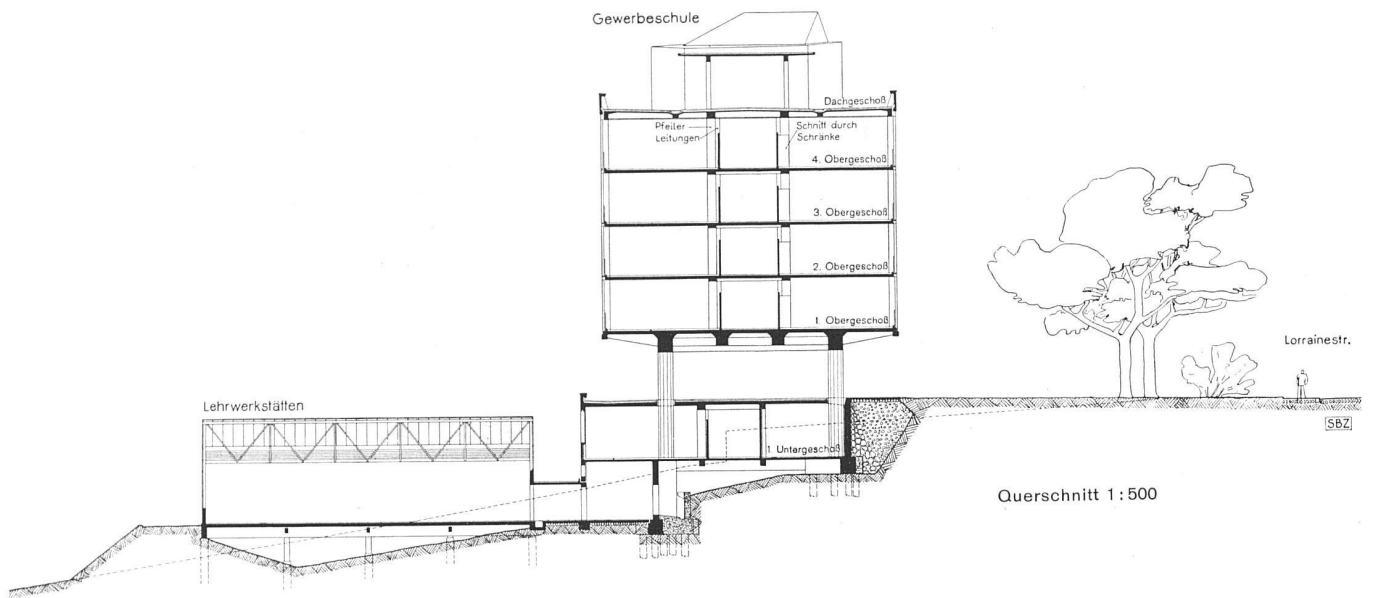 Gewerbeschule
Dachgeschoß
Pfeiler
Leitungen
Schnitt durch
Schränke
4. Obergeschoß
3. Obergeschoß
2. Obergeschoß
1. Obergeschoß
Lorrainestr.
Lehrwerkstätten
SBZ
1. Untergeschoß
Querschnitt 1:500